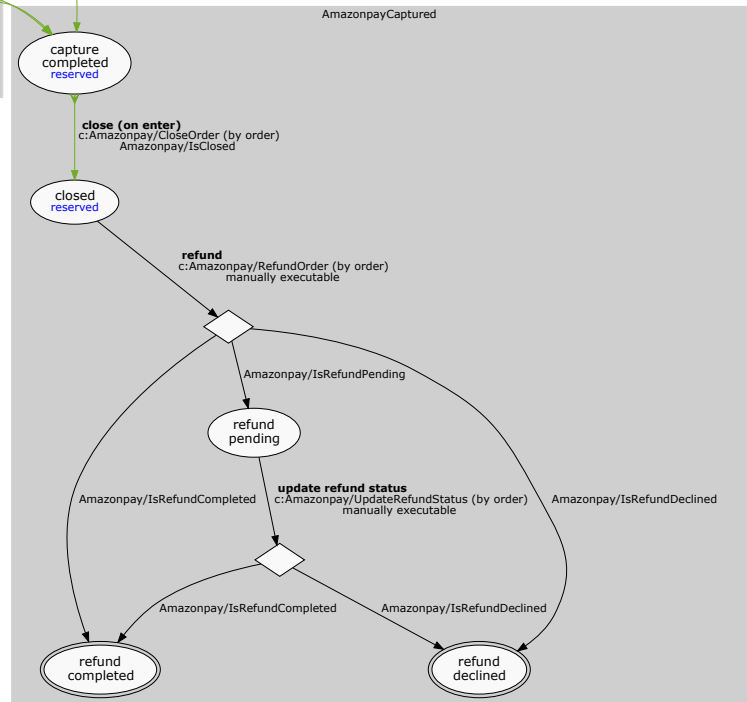 AmazonpayCaptured
capture
completed
reserved
close (on enter)
c:Amazonpay/CloseOrder (by order)
Amazonpay/IsClosed
closed
reserved
refund
c:Amazonpay/RefundOrder (by order)
manually executable
Amazonpay/IsRefundPending
refund
pending
update refund status
c:Amazonpay/UpdateRefundStatus (by order)
manually executable
Amazonpay/IsRefundCompleted
Amazonpay/IsRefundDeclined
Amazonpay/IsRefundCompleted
Amazonpay/IsRefundDeclined
refund
completed
refund
declined